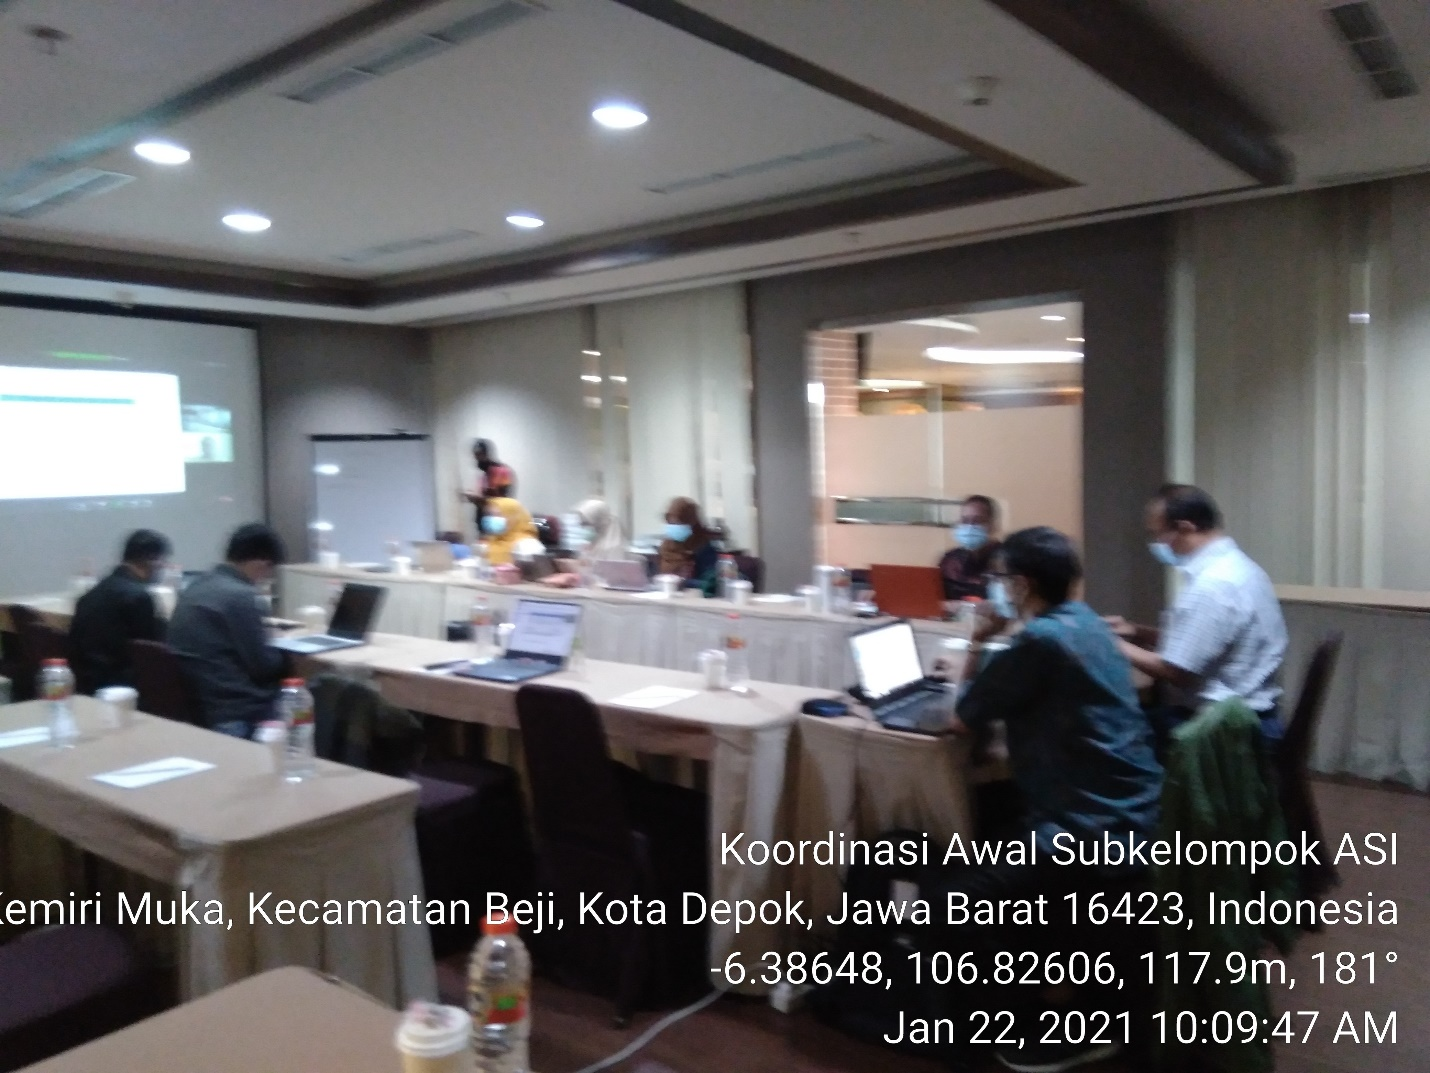 Koordinasi Awal Subkelompok ASI
Kemiri Muka, Kecamatan Beji, Kota Depok, Jawa Barat 16423, Indonesia
-6.38648, 106.82606, 117.9m, 181°
Jan 22, 2021 10:09:47 AM